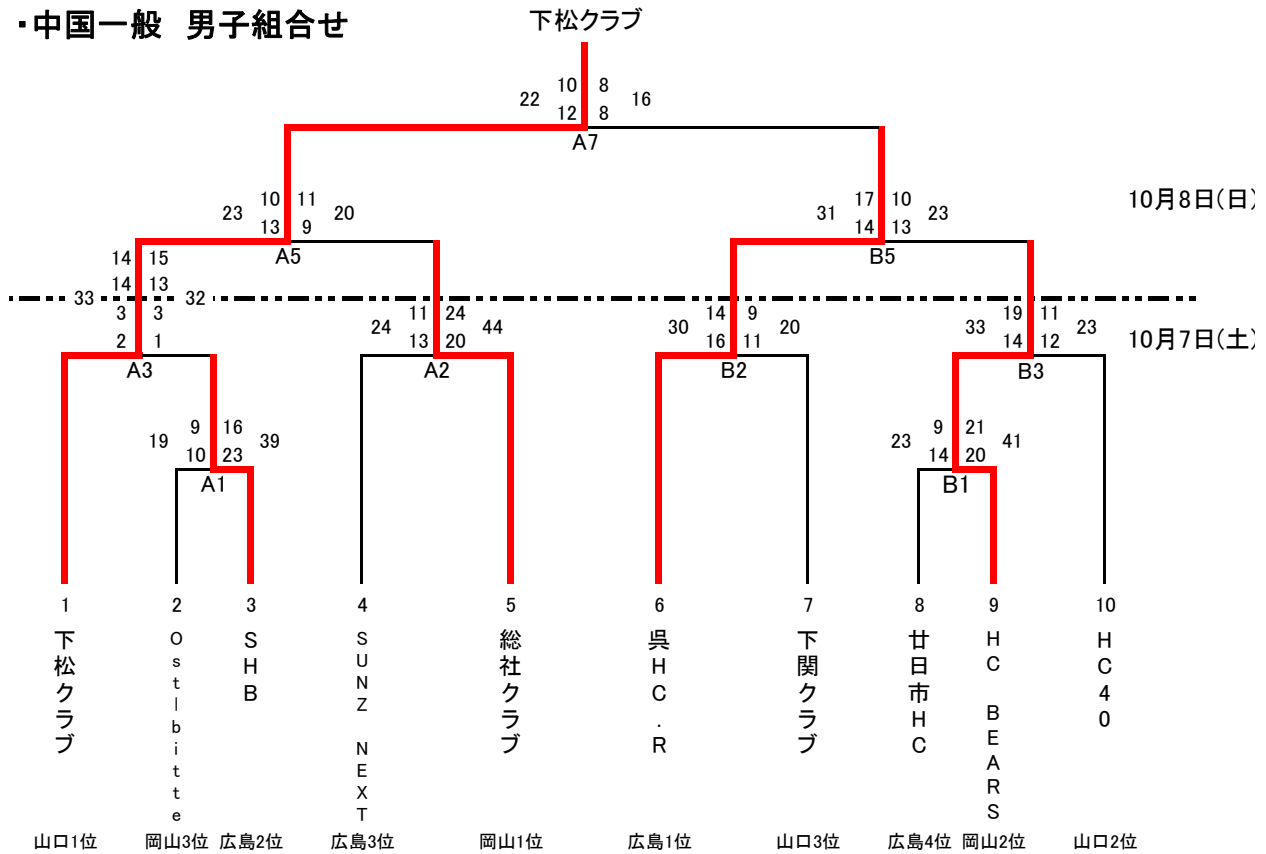 ・中国一般 男子組合せ
下松クラブ
10 8
22 16
12 8
A7
10月8日(日)
10 11
23 20
13 9
A5
17 10
31 23
14 13
B5
14 15
14 13
33 32
3 3
2 1
A3
11 24
24 44
13 20
A2
14 9
30 20
16 11
B2
19 11
33 23
14 12
B3
10月7日(土)
9 16
19 39
10 23
A1
9 21
23 41
14 20
B1
1 2 3 4 5 6 7 8 9 10
下松クラブ
Ostlbitte
SHB
SUNZ NEXT
総社クラブ
呉HC.R
下関クラブ
廿日市HC
HC BEARS
HC40
山口1位 岡山3位 広島2位 広島3位 岡山1位 広島1位 山口3位 広島4位 岡山2位 山口2位